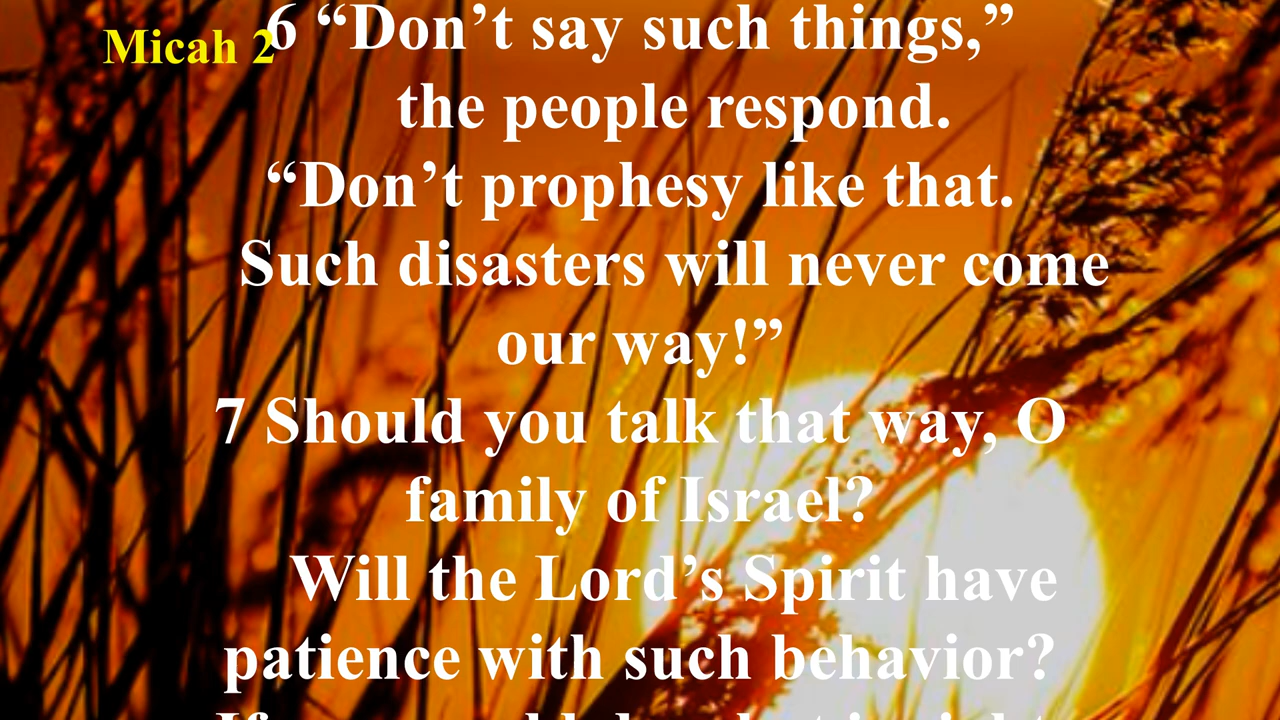 Micah 2
6 “Don’t say such things,”
the people respond.
“Don’t prophesy like that.
Such disasters will never come
our way!”
7 Should you talk that way, O
family of Israel?
Will the Lord’s Spirit have
patience with such behavior?
If